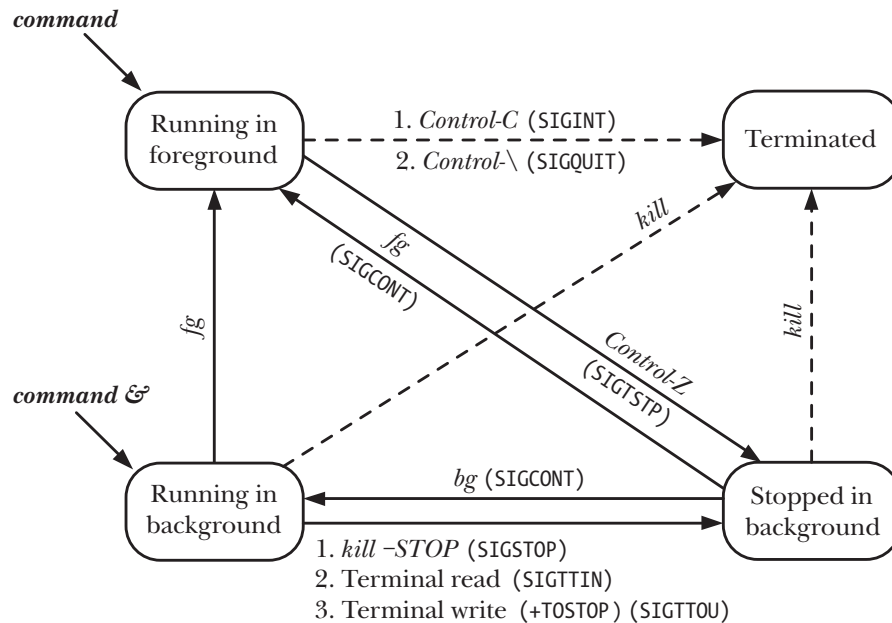 command
Running in
foreground
1. Control-C (SIGINT)
2. Control-\ (SIGQUIT)
Terminated
kill
fg
(SIGCONT)
fg
kill
Control-Z
(SIGTSTP)
command &
Running in
background
bg (SIGCONT)
Stopped in
background
1. kill –STOP (SIGSTOP)
2. Terminal read (SIGTTIN)
3. Terminal write (+TOSTOP) (SIGTTOU)